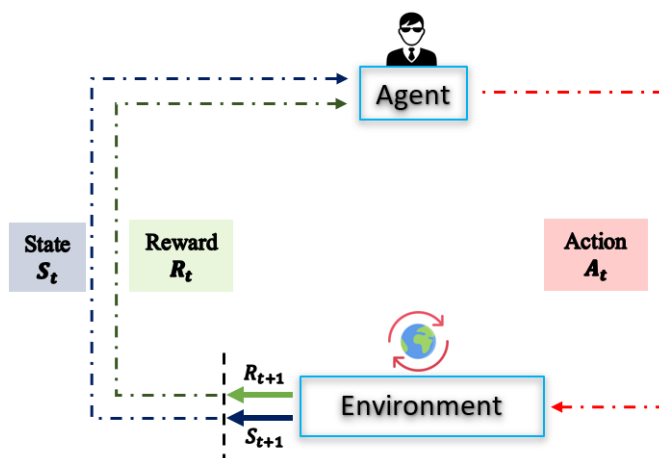 Agent
State
S_t
Reward
R_t
Action
A_t
R_{t+1}
Environment
S_{t+1}